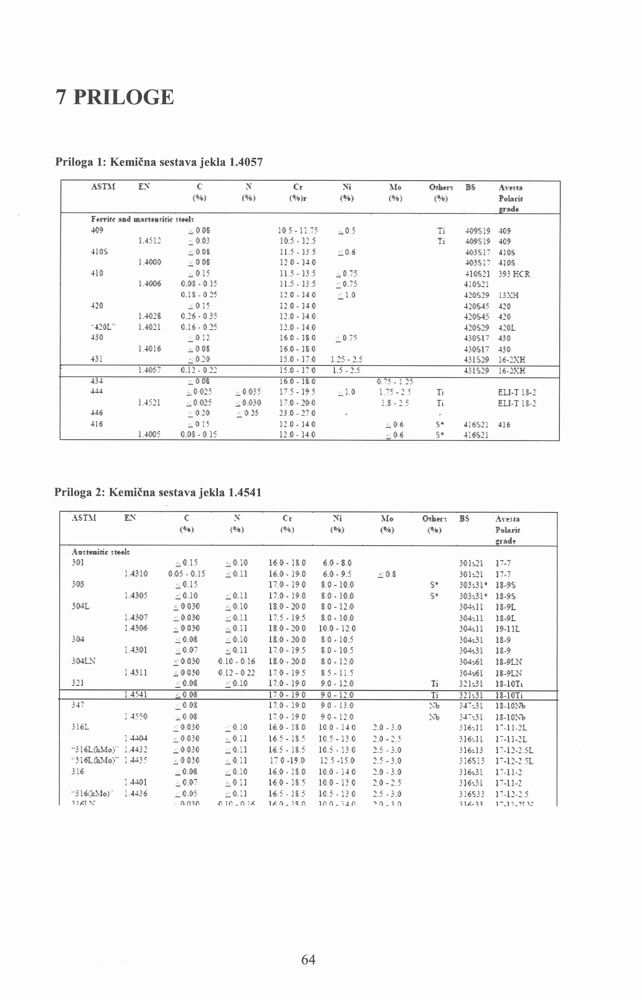 7 PRILOGE
Priloga 1: Kemična sestava jekla 1.4057
ASTM EN C N Cr Ni Mo Others BS Avesta
(%) (%) (%)r (%) (%) (%) Polarit
grade
Ferrite and martensitic steels
409 ≤0.08 10.5 - 11.75 ≤0.5 Ti 409S19 409
1.4512 ≤0.03 10.5 - 12.5 Ti 409S19 409
410S ≤0.08 11.5 - 13.5 ≤0.6 403S17 410S
1.4000 ≤0.08 12.0 - 14.0 403S17 410S
410 ≤0.15 11.5 - 13.5 ≤0.75 410S21 393 HCR
1.4006 0.08 - 0.15 11.5 - 13.5 ≤0.75 410S21
0.18 - 0.25 12.0 - 14.0 ≤1.0 420S29 13XH
420 ≥0.15 12.0 - 14.0 420S45 420
1.4028 0.26 - 0.35 12.0 - 14.0 420S45 420
"420L" 1.4021 0.16 - 0.25 12.0 - 14.0 420S29 420L
430 ≤0.12 16.0 - 18.0 ≤0.75 430S17 430
1.4016 ≤0.08 16.0 - 18.0 430S17 430
431 ≤0.20 15.0 - 17.0 1.25 - 2.5 431S29 16-2XH
1.4057 0.12 - 0.22 15.0 - 17.0 1.5 - 2.5 431S29 16-2XH
434 ≤0.08 16.0 - 18.0 0.75 - 1.25
444 ≤0.025 ≤0.035 17.5 - 19.5 ≤1.0 1.75 - 2.5 Ti ELI-T 18-2
1.4521 ≤0.025 ≤0.030 17.0 - 20.0 1.8 - 2.5 Ti ELI-T 18-2
446 ≤0.20 ≤0.25 23.0 - 27.0 - -
416 ≤0.15 12.0 - 14.0 ≤0.6 S* 416S21 416
1.4005 0.08 - 0.15 12.0 - 14.0 ≤0.6 S* 416S21
Priloga 2: Kemična sestava jekla 1.4541
ASTM EN C N Cr Ni Mo Others BS Avesta
(%) (%) (%) (%) (%) (%) Polarit
grade
Austenitic steels
301 ≤0.15 ≤0.10 16.0 - 18.0 6.0 - 8.0 301s21 17-7
1.4310 0.05 - 0.15 ≤0.11 16.0 - 19.0 6.0 - 9.5 ≤0.8 301s21 17-7
303 ≤0.15 17.0 - 19.0 8.0 - 10.0 S* 303s31* 18-9S
1.4305 ≤0.10 ≤0.11 17.0 - 19.0 8.0 - 10.0 S* 303s31* 18-9S
304L ≤0.030 ≤0.10 18.0 - 20.0 8.0 - 12.0 304s11 18-9L
1.4307 ≤0.030 ≤0.11 17.5 - 19.5 8.0 - 10.0 304s11 18-9L
1.4306 ≤0.030 ≤0.11 18.0 - 20.0 10.0 - 12.0 304s11 19-11L
304 ≤0.08 ≤0.10 18.0 - 20.0 8.0 - 10.5 304s31 18-9
1.4301 ≤0.07 ≤0.11 17.0 - 19.5 8.0 - 10.5 304s31 18-9
304LN ≤0.030 0.10 - 0.16 18.0 - 20.0 8.0 - 12.0 304s61 18-9LN
1.4311 ≤0.030 0.12 - 0.22 17.0 - 19.5 8.5 - 11.5 304s61 18-9LN
321 ≤0.08 ≤0.10 17.0 - 19.0 9.0 - 12.0 Ti 321s31 18-10Ti
1.4541 ≤0.08 17.0 - 19.0 9.0 - 12.0 Ti 321s31 18-10Ti
347 ≤0.08 17.0 - 19.0 9.0 - 13.0 Nb 347s31 18-10Nb
1.4550 ≤0.08 17.0 - 19.0 9.0 - 12.0 Nb 347s31 18-10Nb
316L ≤0.030 ≤0.10 16.0 - 18.0 10.0 - 14.0 2.0 - 3.0 316s11 17-11-2L
1.4404 ≤0.030 ≤0.11 16.5 - 18.5 10.5 - 13.0 2.0 - 2.5 316s11 17-11-2L
"316L(hMo)" 1.4432 ≤0.030 ≤0.11 16.5 - 18.5 10.5 - 13.0 2.5 - 3.0 316s13 17-12-2.5L
"316L(hMo)" 1.4435 ≤0.030 ≤0.11 17.0 -19.0 12.5 -15.0 2.5 - 3.0 316S13 17-12-2.5L
316 ≤0.08 ≤0.10 16.0 - 18.0 10.0 - 14.0 2.0 - 3.0 316s31 17-11-2
1.4401 ≤0.07 ≤0.11 16.0 - 18.5 10.0 - 13.0 2.0 - 2.5 316s31 17-11-2
"316(hMo)" 1.4436 ≤0.05 ≤0.11 16.5 - 18.5 10.5 - 13.0 2.5 - 3.0 316S33 17-12-2.5
316LN 0.030 0.10 - 0.16 16.0 - 18.0 10.0 - 14.0 2.0 - 3.0
64